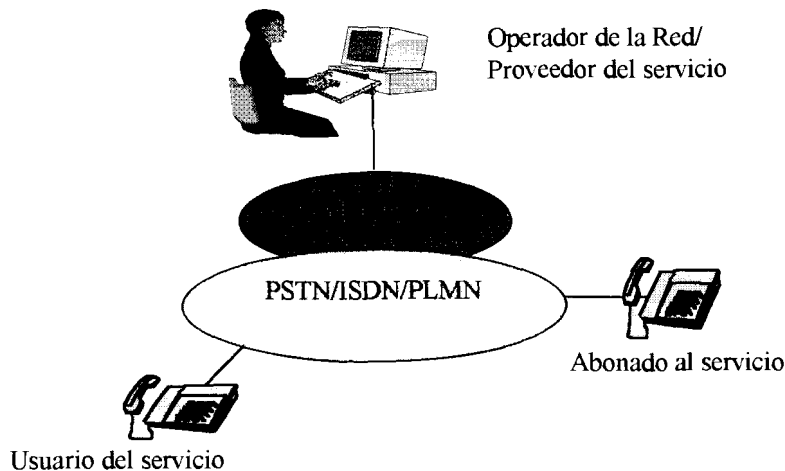 Operador de la Red/
Proveedor del servicio
PSTN/ISDN/PLMN
Abonado al servicio
Usuario del servicio